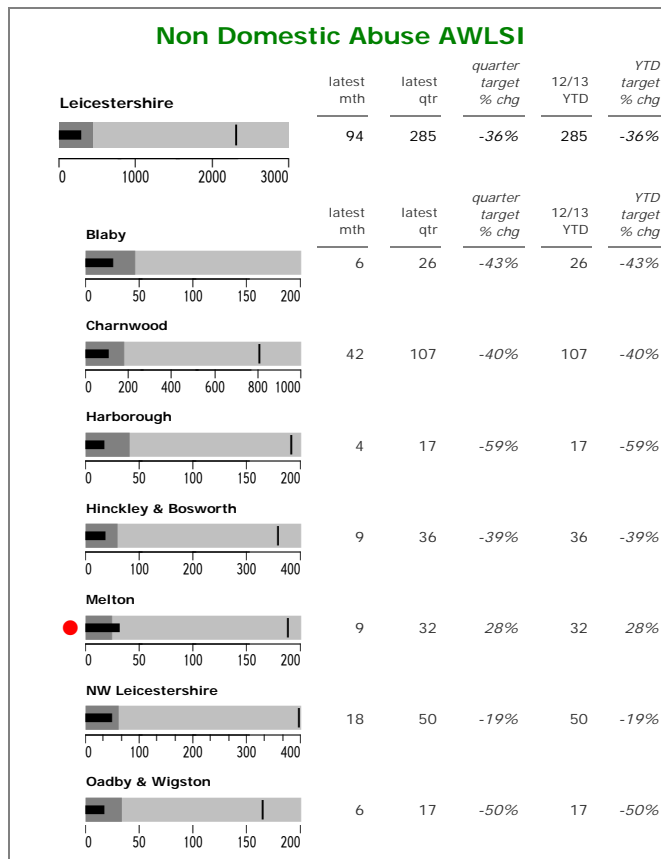 Non Domestic Abuse AWLSI
latest mth latest qtr quarter target % chg 12/13 YTD YTD target % chg
Leicestershire
94 285 -36% 285 -36%
0 1000 2000 3000
latest mth latest qtr quarter target % chg 12/13 YTD YTD target % chg
Blaby
6 26 -43% 26 -43%
0 50 100 150 200
Charnwood
42 107 -40% 107 -40%
0 200 400 600 800 1000
Harborough
4 17 -59% 17 -59%
0 50 100 150 200
Hinckley & Bosworth
9 36 -39% 36 -39%
0 100 200 300 400
Melton
9 32 28% 32 28%
0 50 100 150 200
NW Leicestershire
18 50 -19% 50 -19%
0 100 200 300 400
Oadby & Wigston
6 17 -50% 17 -50%
0 50 100 150 200